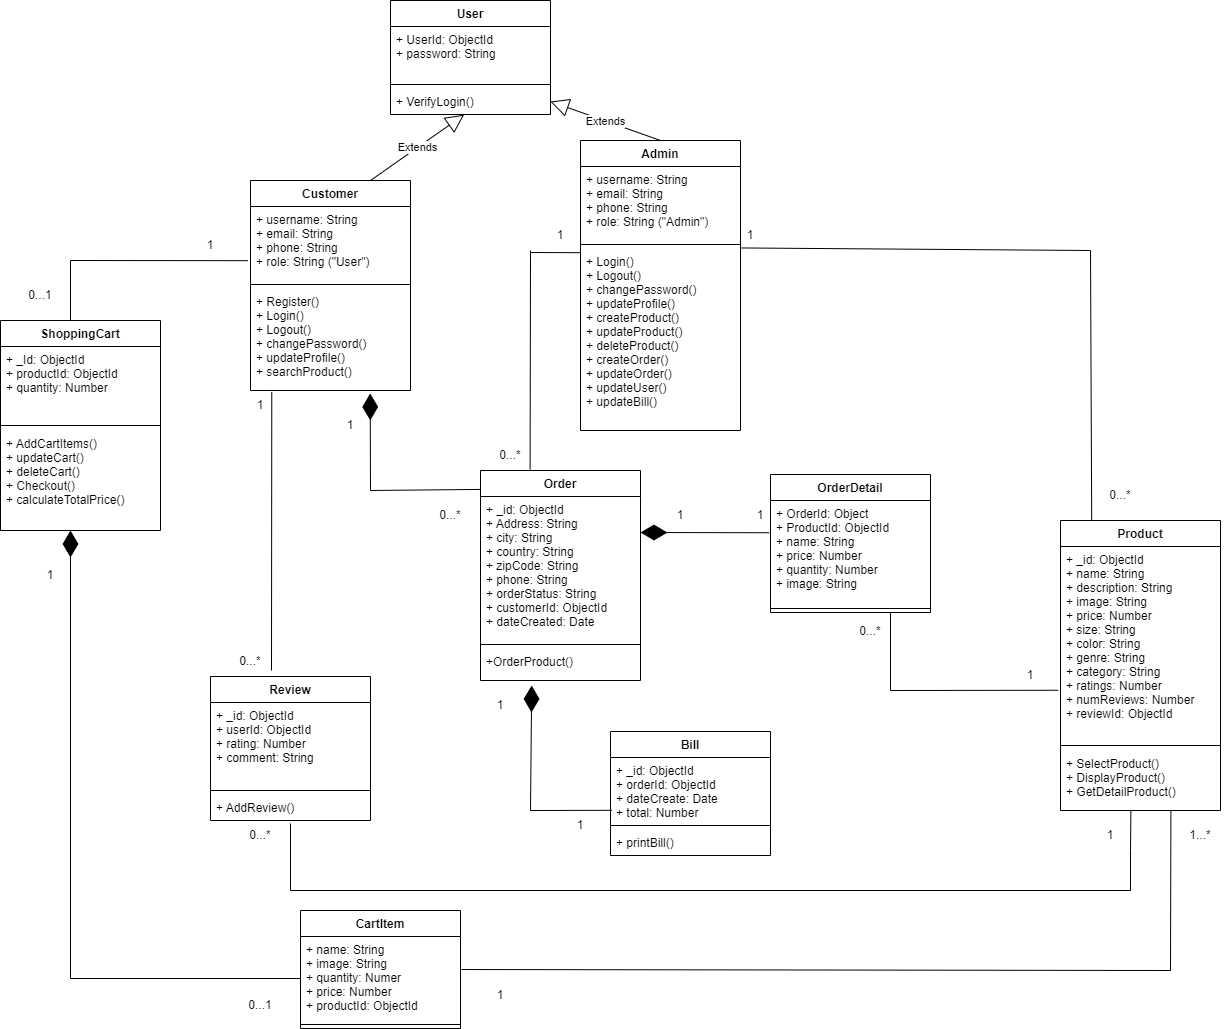 User
+ UserId: ObjectId
+ password: String
+ VerifyLogin()
Extends
Extends
Admin
+ username: String
+ email: String
+ phone: String
+ role: String ("Admin")
+ Login()
+ Logout()
+ changePassword()
+ updateProfile()
+ createProduct()
+ updateProduct()
+ deleteProduct()
+ createOrder()
+ updateOrder()
+ updateUser()
+ updateBill()
1
1
0...*
0...*
Customer
+ username: String
+ email: String
+ phone: String
+ role: String ("User")
+ Register()
+ Login()
+ Logout()
+ changePassword()
+ updateProfile()
+ searchProduct()
1
0...1
1
1
0...*
0...*
ShoppingCart
+ _Id: ObjectId
+ productId: ObjectId
+ quantity: Number
+ AddCartItems()
+ updateCart()
+ deleteCart()
+ Checkout()
+ calculateTotalPrice()
1
0...1
Order
+ _id: ObjectId
+ Address: String
+ city: String
+ country: String
+ zipCode: String
+ phone: String
+ orderStatus: String
+ customerId: ObjectId
+ dateCreated: Date
+OrderProduct()
1
1
1
1
OrderDetail
+ OrderId: Object
+ ProductId: ObjectId
+ name: String
+ price: Number
+ quantity: Number
+ image: String
0...*
1
Product
+ _id: ObjectId
+ name: String
+ description: String
+ image: String
+ price: Number
+ size: String
+ color: String
+ genre: String
+ category: String
+ ratings: Number
+ numReviews: Number
+ reviewId: ObjectId
+ SelectProduct()
+ DisplayProduct()
+ GetDetailProduct()
1
1...*
Review
+ _id: ObjectId
+ userId: ObjectId
+ rating: Number
+ comment: String
+ AddReview()
0...*
Bill
+ _id: ObjectId
+ orderId: ObjectId
+ dateCreate: Date
+ total: Number
+ printBill()
CartItem
+ name: String
+ image: String
+ quantity: Numer
+ price: Number
+ productId: ObjectId
1